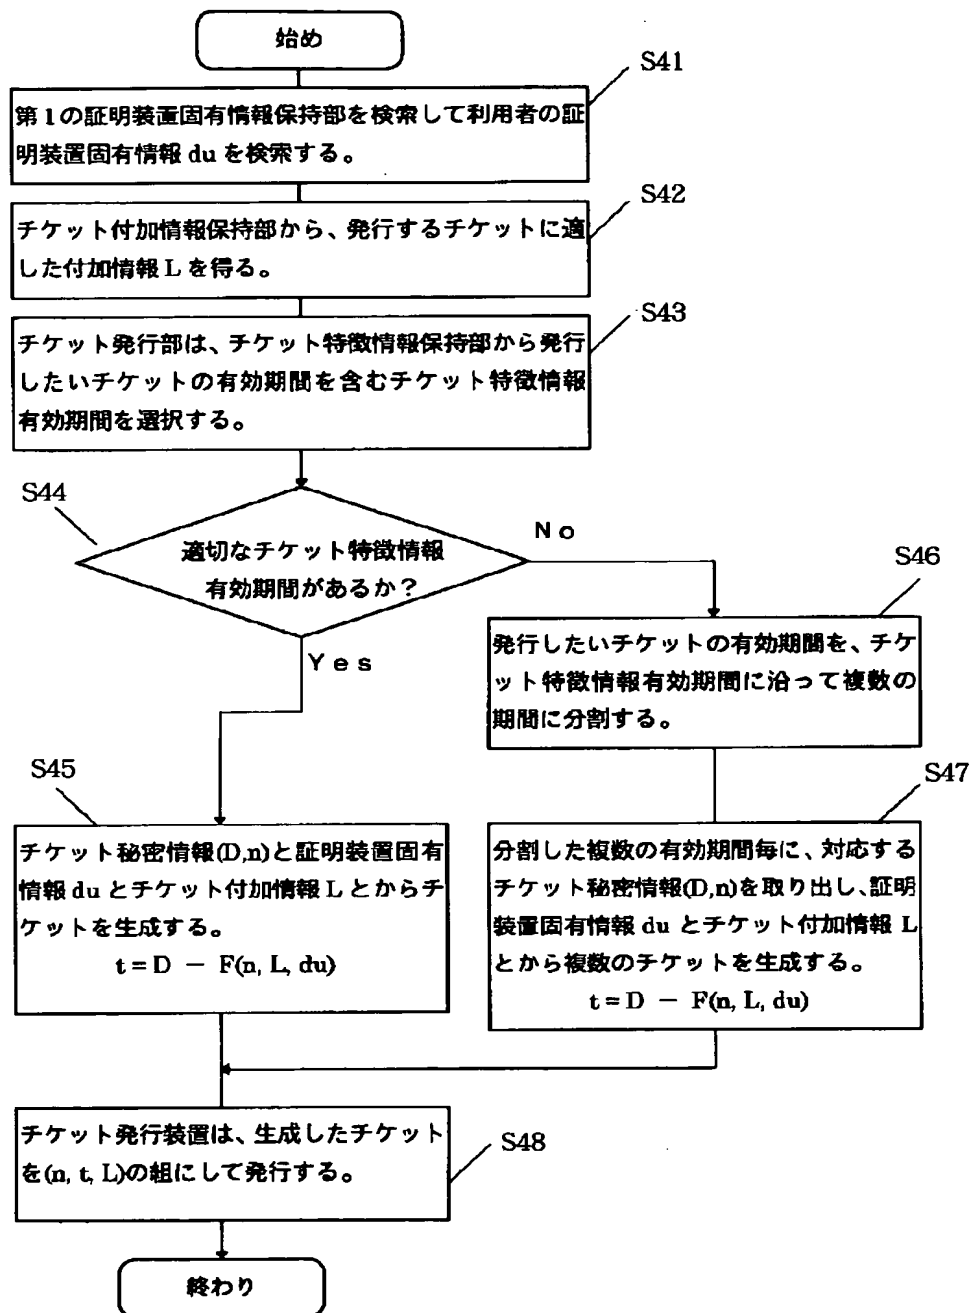 始め
S41
第1の証明装置固有情報保持部を検索して利用者の証
明装置固有情報 du を検索する。
S42
チケット付加情報保持部から、発行するチケットに適
した付加情報 L を得る。
S43
チケット発行部は、チケット特徴情報保持部から発行
したいチケットの有効期間を含むチケット特徴情報
有効期間を選択する。
S44
適切なチケット特徴情報
有効期間があるか？
No
Yes
S46
発行したいチケットの有効期間を、チケ
ット特徴情報有効期間に沿って複数の
期間に分割する。
S45
チケット秘密情報(D,n)と証明装置固有
情報 du とチケット付加情報 L とからチ
ケットを生成する。
t = D － F(n, L, du)
S47
分割した複数の有効期間毎に、対応する
チケット秘密情報(D,n)を取り出し、証明
装置固有情報 du とチケット付加情報 L
とから複数のチケットを生成する。
t = D － F(n, L, du)
チケット発行装置は、生成したチケット
を(n, t, L)の組にして発行する。
S48
終わり